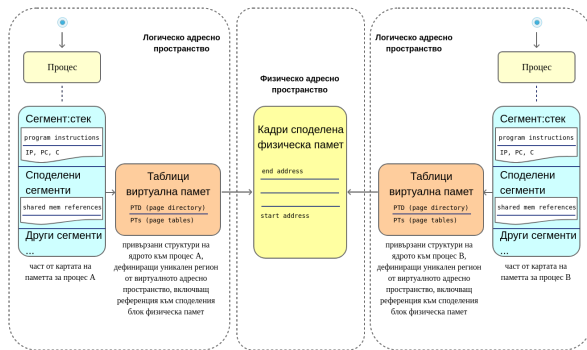 Логическо адресно
пространство
Процес
Сегмент:стек
program instructions
IP, PC, C
Споделени
сегменти
shared mem references
Други сегменти
...
част от картата на
паметта за процес A
Таблици
виртуална памет
PTD (page directory)
PTs (page tables)
привързани структури на
ядрото към процес A,
дефиниращи уникален регион
от виртуалното адресно
пространство, включващ
референция към споделения
блок физическа памет
Физическо адресно
пространство
Кадри споделена
физическа памет
end address
start address
Логическо адресно
пространство
Таблици
виртуална памет
PTD (page directory)
PTs (page tables)
привързани структури на
ядрото към процес B,
дефиниращи уникален регион
от виртуалното адресно
пространство, включващ
референция към споделения
блок физическа памет
Процес
Сегмент:стек
program instructions
IP, PC, C
Споделени
сегменти
shared mem references
Други сегменти
...
част от картата на
паметта за процес B